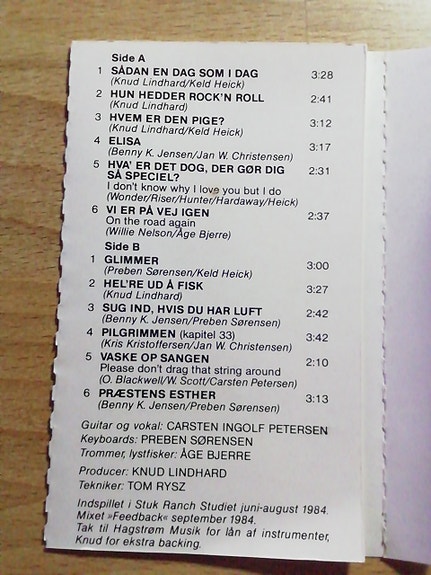 Side A
1 SÅDAN EN DAG SOM I DAG 3:28
(Knud Lindhard/Keld Heick)
2 HUN HEDDER ROCK'N ROLL 2:41
(Knud Lindhard)
3 HVEM ER DEN PIGE? 3:12
(Knud Lindhard/Keld Heick)
4 ELISA 3:17
(Benny K. Jensen/Jan W. Christensen)
5 HVA' ER DET DOG, DER GØR DIG 2:31
SÅ SPECIEL?
I don't know why I love you but I do
(Wonder/Riser/Hunter/Hardaway/Heick)
6 VI ER PÅ VEJ IGEN 2:37
On the road again
(Willie Nelson/Åge Bjerre)
Side B
1 GLIMMER 3:00
(Preben Sørensen/Keld Heick)
2 HEL'RE UD Å FISK 3:27
(Knud Lindhard)
3 SUG IND, HVIS DU HAR LUFT 2:42
(Benny K. Jensen/Preben Sørensen)
4 PILGRIMMEN (kapitel 33) 3:42
(Kris Kristoffersen/Jan W. Christensen)
5 VASKE OP SANGEN 2:10
Please don't drag that string around
(O. Blackwell/W. Scott/Carsten Petersen)
6 PRÆSTENS ESTHER 3:13
(Benny K. Jensen/Preben Sørensen)
Guitar og vokal: CARSTEN INGOLF PETERSEN
Keyboards: PREBEN SØRENSEN
Trommer, lystfisker: ÅGE BJERRE
Producer: KNUD LINDHARD
Tekniker: TOM RYSZ
Indspillet i Stuk Ranch Studiet juni-august 1984.
Mixet »Feedback« september 1984.
Tak til Hagstrøm Musik for lån af instrumenter,
Knud for ekstra backing.